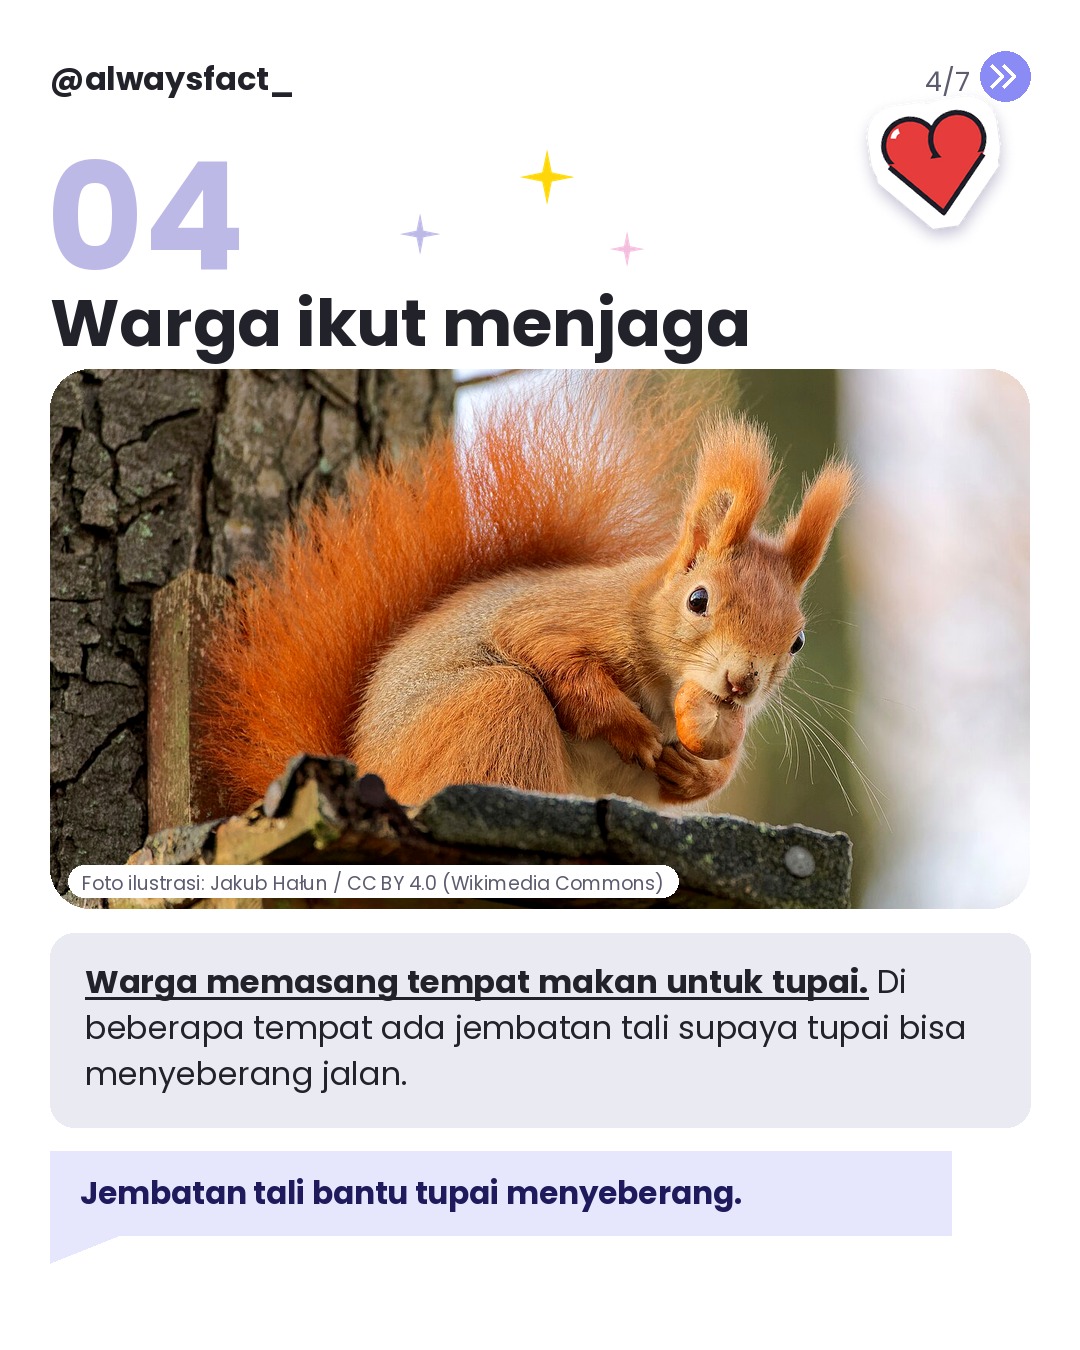 @alwaysfact_
4/7
04
Warga ikut menjaga
Foto ilustrasi: Jakub Hałun / CC BY 4.0 (Wikimedia Commons)
Warga memasang tempat makan untuk tupai. Di
beberapa tempat ada jembatan tali supaya tupai bisa
menyeberang jalan.
Jembatan tali bantu tupai menyeberang.